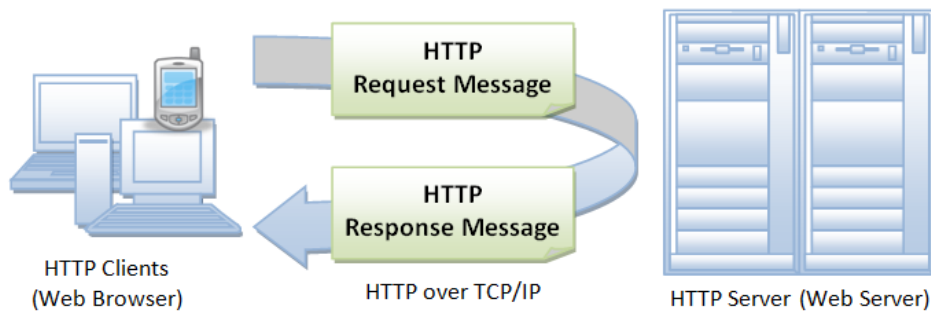 HTTP
Request Message
HTTP
Response Message
HTTP Clients
(Web Browser)
HTTP over TCP/IP
HTTP Server (Web Server)